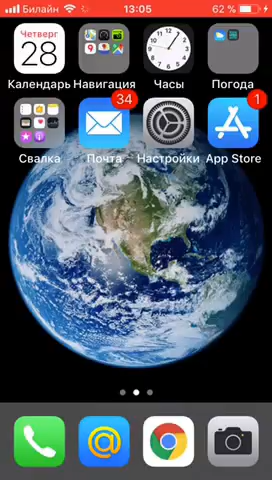 Билайн 13:05 62 %
Четверг
28
Календарь Навигация Часы Погода
34 1
Свалка Почта Настройки App Store
@